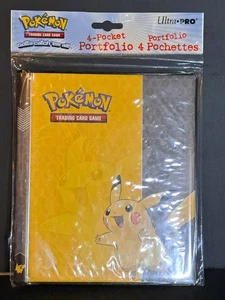 Pokémon
TRADING CARD GAME
4-Pocket
Portfolio
Portfolio
4 Pochettes
Ultra•PRO
POKÉMON
TRADING CARD GAME